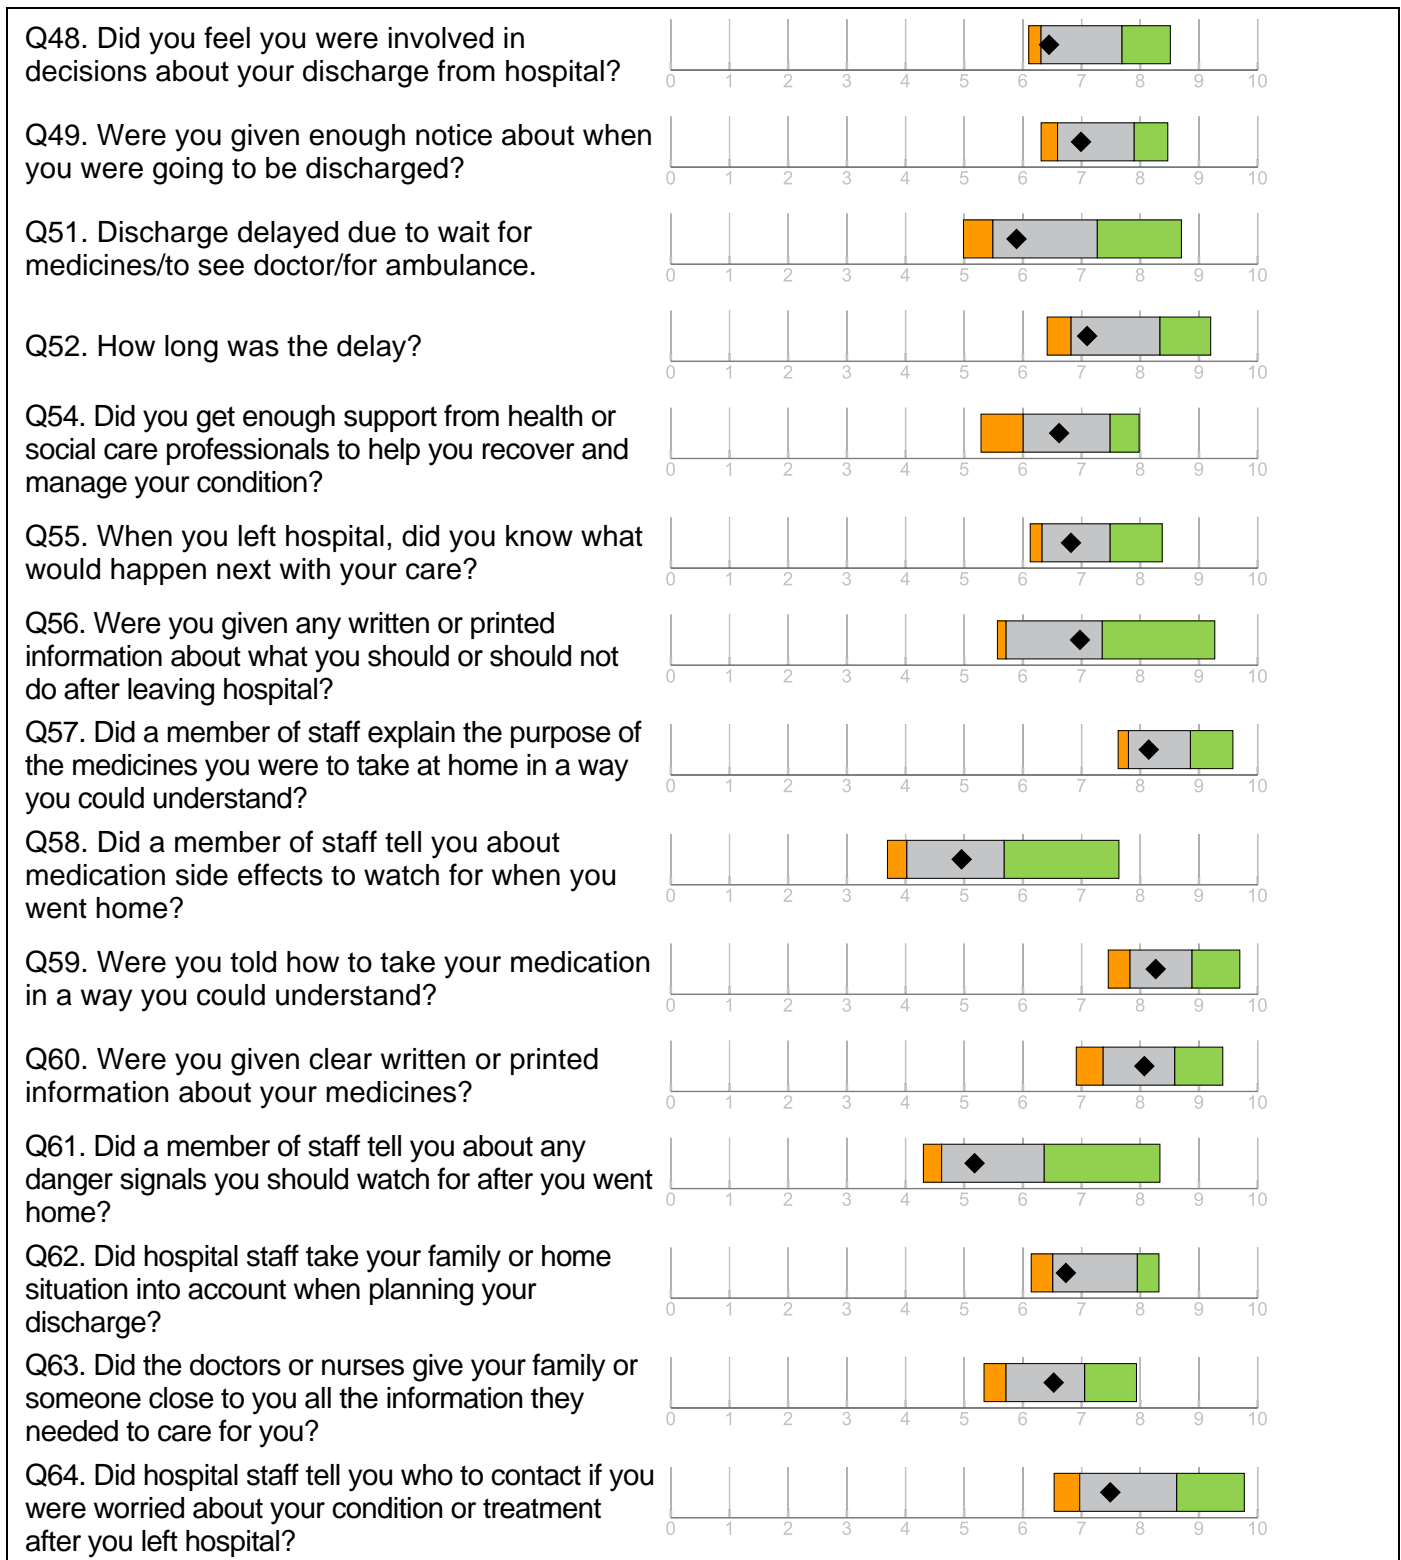 Q48. Did you feel you were involved in
decisions about your discharge from hospital?
0 1 2 3 4 5 6 7 8 9 10
Q49. Were you given enough notice about when
you were going to be discharged?
0 1 2 3 4 5 6 7 8 9 10
Q51. Discharge delayed due to wait for
medicines/to see doctor/for ambulance.
0 1 2 3 4 5 6 7 8 9 10
Q52. How long was the delay?
0 1 2 3 4 5 6 7 8 9 10
Q54. Did you get enough support from health or
social care professionals to help you recover and
manage your condition?
0 1 2 3 4 5 6 7 8 9 10
Q55. When you left hospital, did you know what
would happen next with your care?
0 1 2 3 4 5 6 7 8 9 10
Q56. Were you given any written or printed
information about what you should or should not
do after leaving hospital?
0 1 2 3 4 5 6 7 8 9 10
Q57. Did a member of staff explain the purpose of
the medicines you were to take at home in a way
you could understand?
0 1 2 3 4 5 6 7 8 9 10
Q58. Did a member of staff tell you about
medication side effects to watch for when you
went home?
0 1 2 3 4 5 6 7 8 9 10
Q59. Were you told how to take your medication
in a way you could understand?
0 1 2 3 4 5 6 7 8 9 10
Q60. Were you given clear written or printed
information about your medicines?
0 1 2 3 4 5 6 7 8 9 10
Q61. Did a member of staff tell you about any
danger signals you should watch for after you went
home?
0 1 2 3 4 5 6 7 8 9 10
Q62. Did hospital staff take your family or home
situation into account when planning your
discharge?
0 1 2 3 4 5 6 7 8 9 10
Q63. Did the doctors or nurses give your family or
someone close to you all the information they
needed to care for you?
0 1 2 3 4 5 6 7 8 9 10
Q64. Did hospital staff tell you who to contact if you
were worried about your condition or treatment
after you left hospital?
0 1 2 3 4 5 6 7 8 9 10